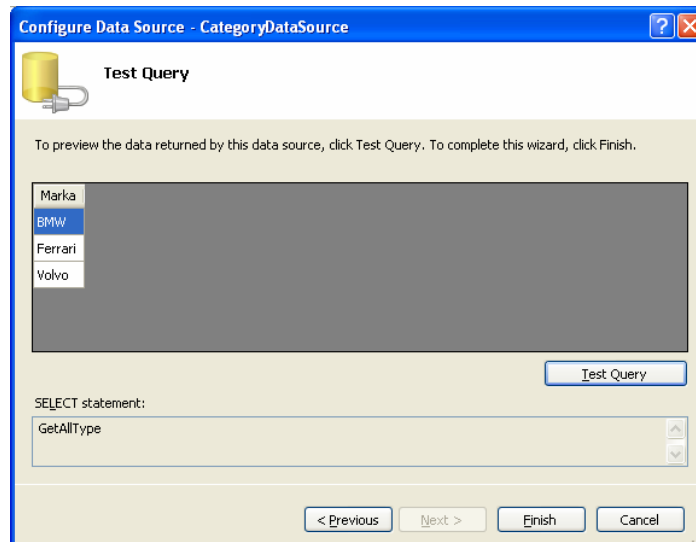 Configure Data Source - CategoryDataSource
Test Query
To preview the data returned by this data source, click Test Query. To complete this wizard, click Finish.
Marka
BMW
Ferrari
Volvo
Test Query
SELECT statement:
GetAllType
< Previous Next > Finish Cancel